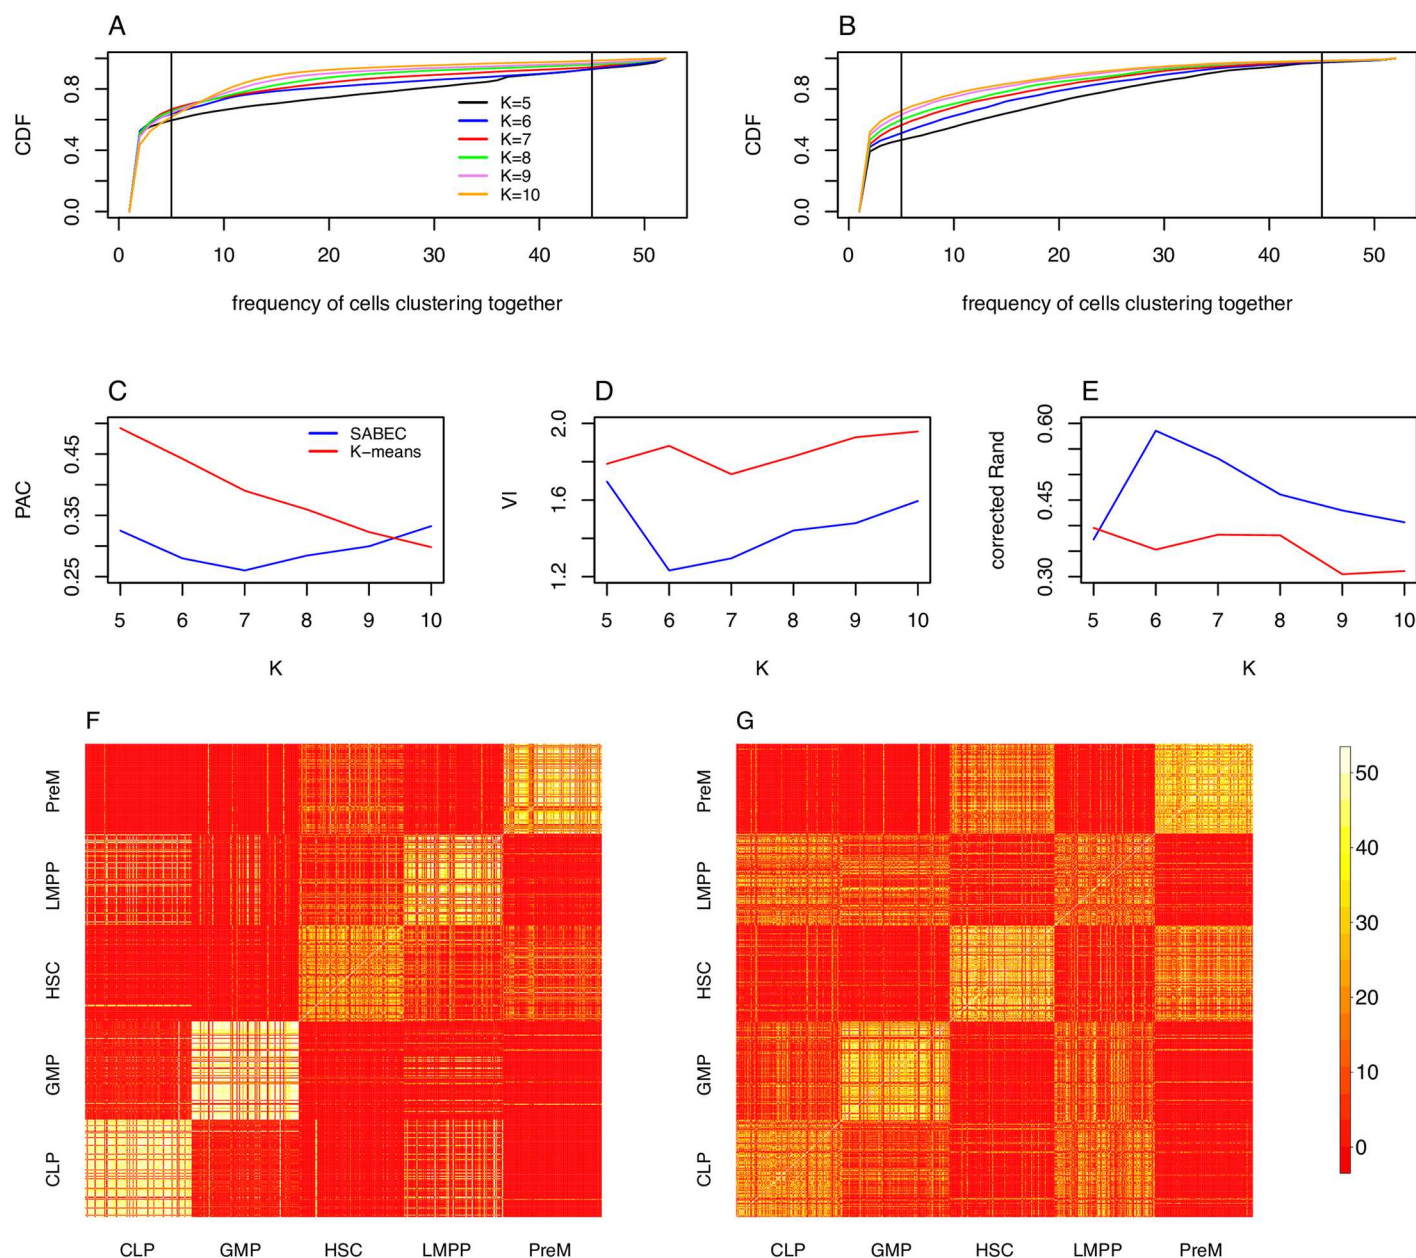 A
CDF
0.0 0.4 0.8
K=5
K=6
K=7
K=8
K=9
K=10
0 10 20 30 40 50
frequency of cells clustering together
B
CDF
0.0 0.4 0.8
0 10 20 30 40 50
frequency of cells clustering together
C
PAC
0.25 0.35 0.45
SABEC
K-means
5 6 7 8 9 10
K
D
VI
1.2 1.6 2.0
5 6 7 8 9 10
K
E
corrected Rand
0.30 0.45 0.60
5 6 7 8 9 10
K
F
PreM
LMPP
HSC
GMP
CLP
CLP GMP HSC LMPP PreM
G
PreM
LMPP
HSC
GMP
CLP
CLP GMP HSC LMPP PreM
50
40
30
20
10
0